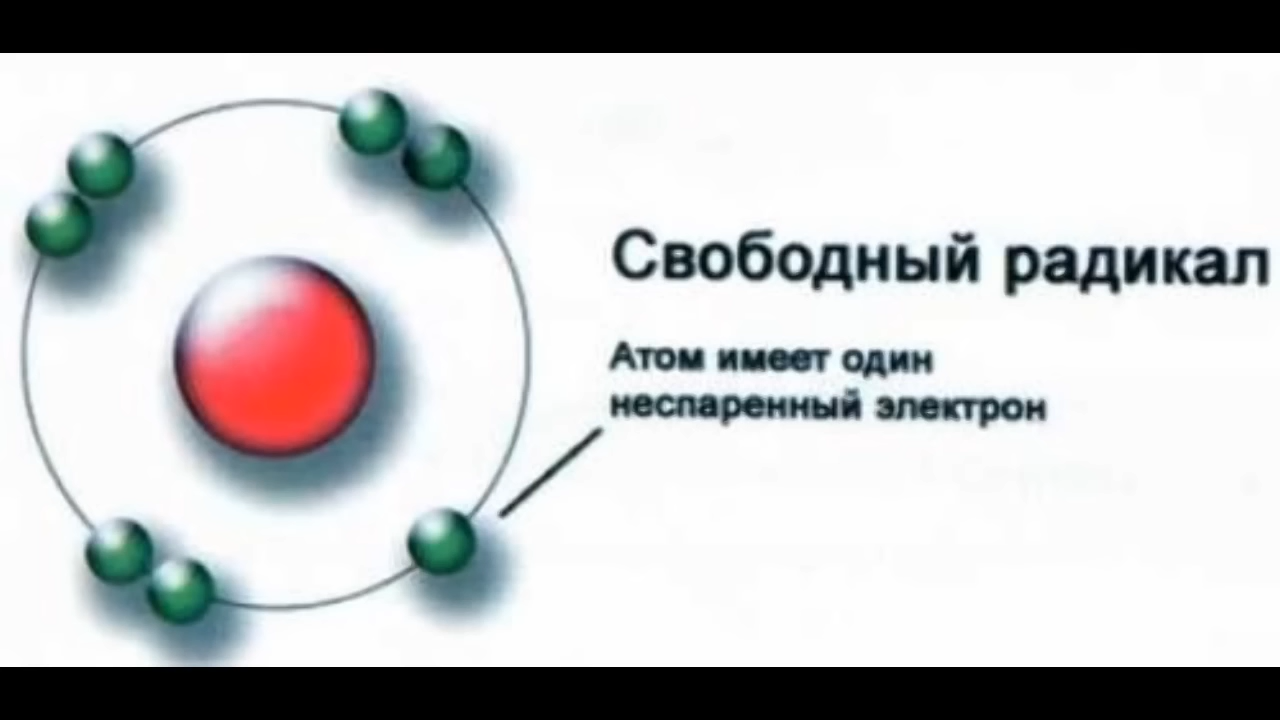 Свободный радикал
Атом имеет один
неспаренный электрон